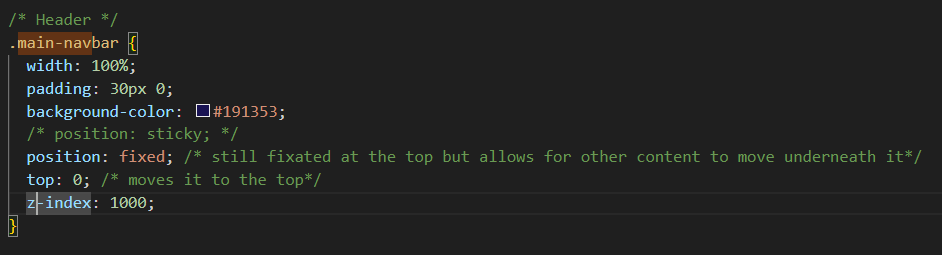 /* Header */
.main-navbar {
width: 100%;
padding: 30px 0;
background-color: #191353;
/* position: sticky; */
position: fixed; /* still fixated at the top but allows for other content to move underneath it*/
top: 0; /* moves it to the top*/
z-index: 1000;
}